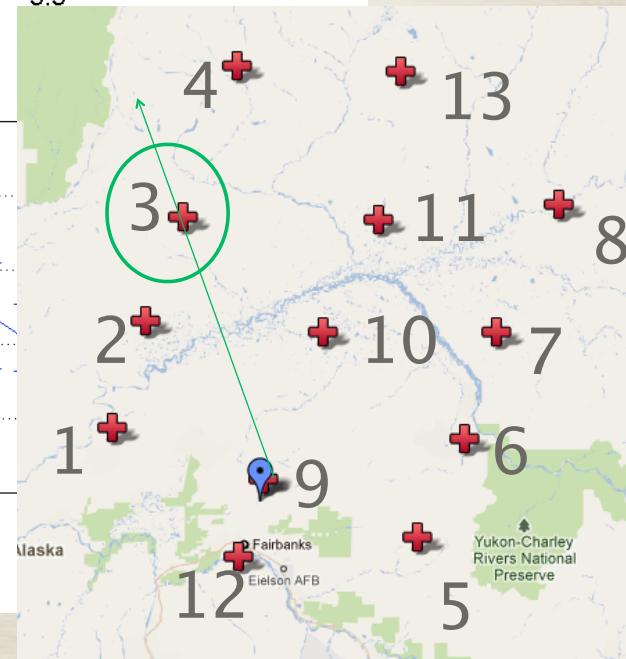 4
13
3
11
8
2
10
7
1
6
9
Alaska
Fairbanks
Yukon-Charley
Rivers National
Preserve
12
Eielson AFB
5